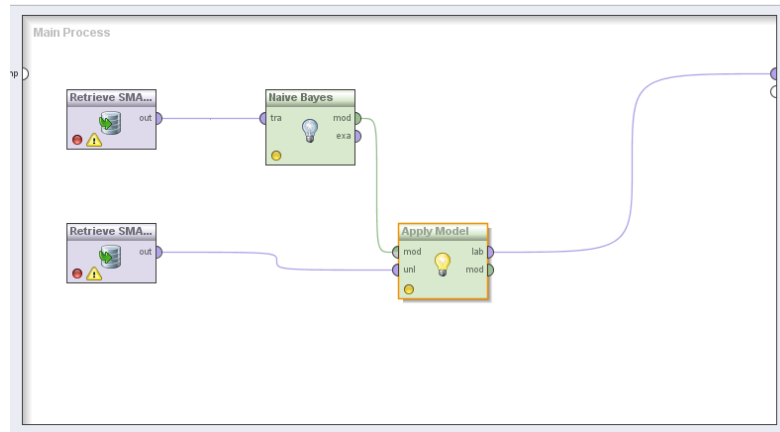 Main Process
Retrieve SMA...
out
Naive Bayes
tra
mod
exa
Retrieve SMA...
out
Apply Model
mod
lab
unl
mod